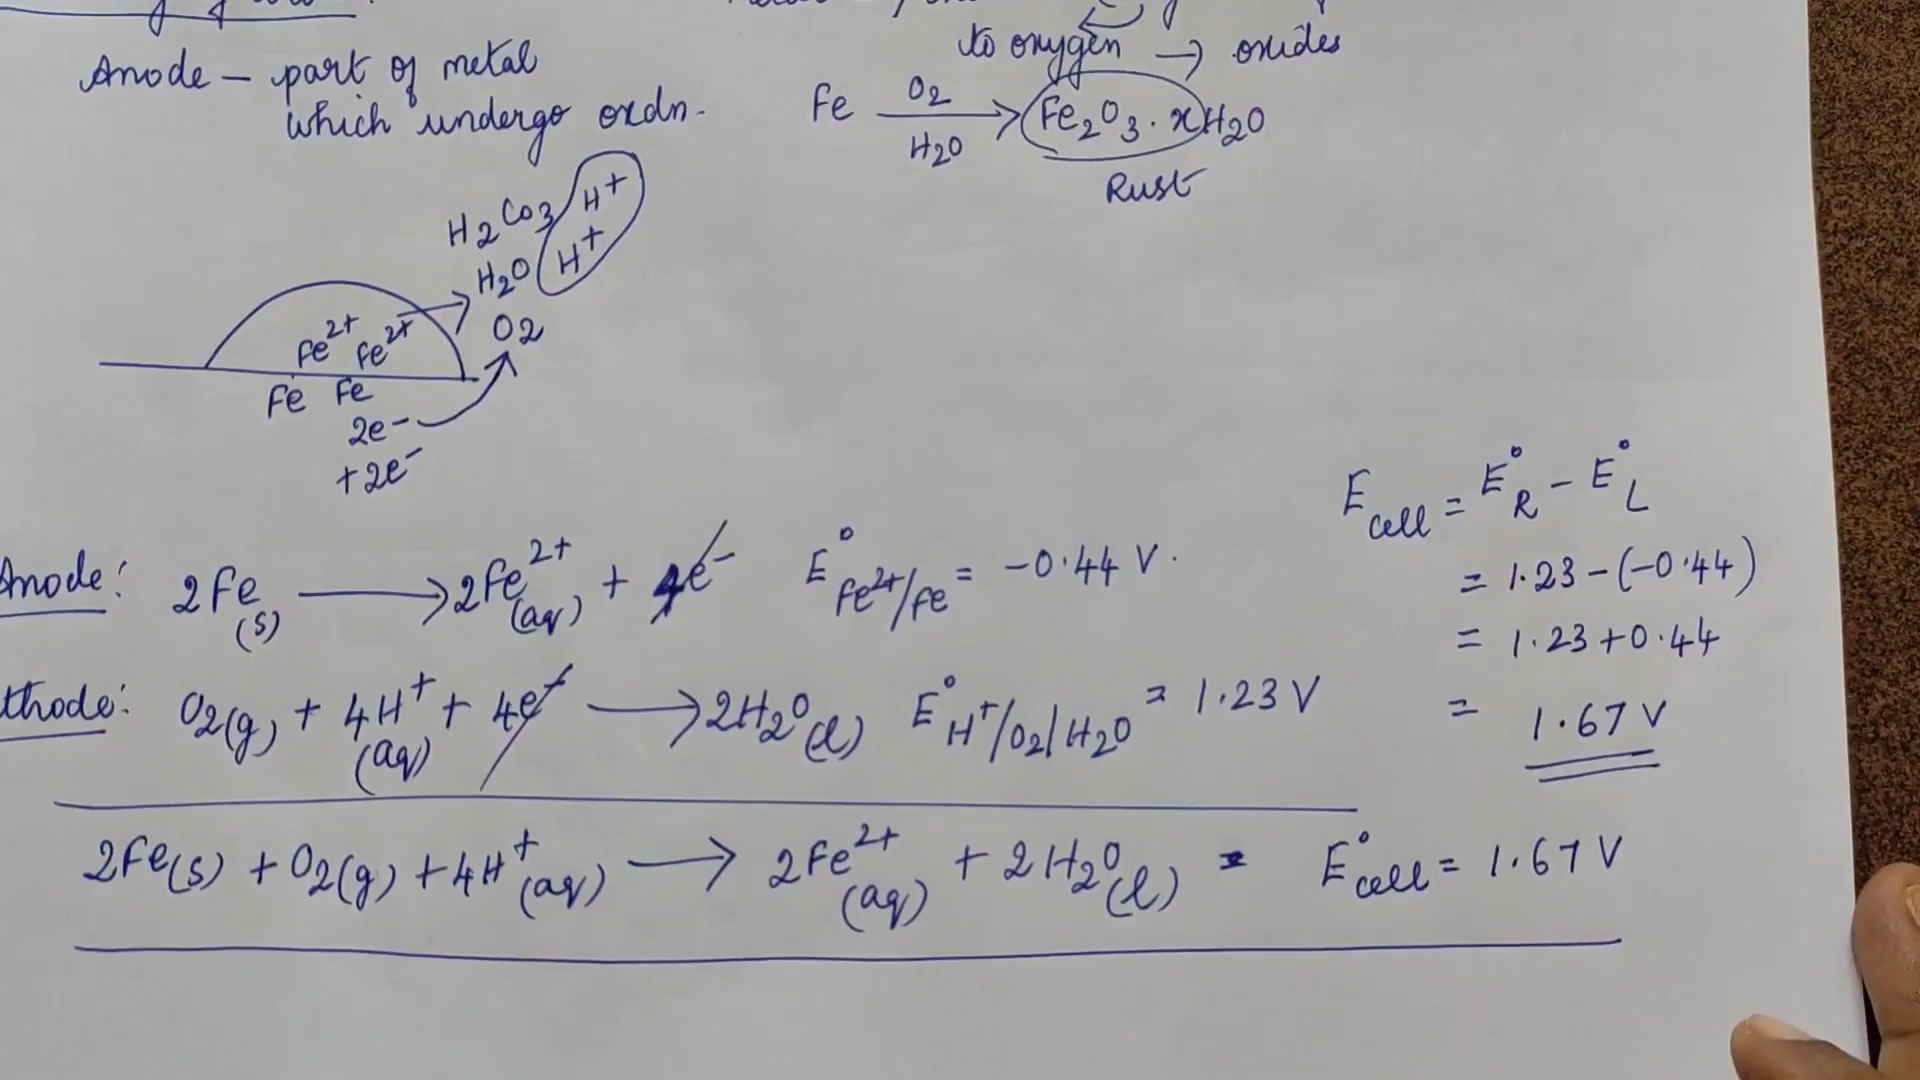 to oxygen → oxides
Anode – part of metal
which undergo oxdn.
Fe O2 H2O → Fe2O3 . xH2O
Rust
H2CO3 H+
H2O H+
O2
Fe2+ Fe2+
Fe Fe
2e-
+2e-
Ecell = E°R - E°L
= 1.23 - (-0.44)
= 1.23 + 0.44
= 1.67 V
Anode: 2Fe(s) → 2Fe2+(aq) + 4e- E°Fe2+/Fe = -0.44 V.
thode: O2(g) + 4H+(aq) + 4e- → 2H2O(l) E°H+/O2/H2O = 1.23 V
2Fe(s) + O2(g) + 4H+(aq) → 2Fe2+(aq) + 2H2O(l) E°cell = 1.67 V